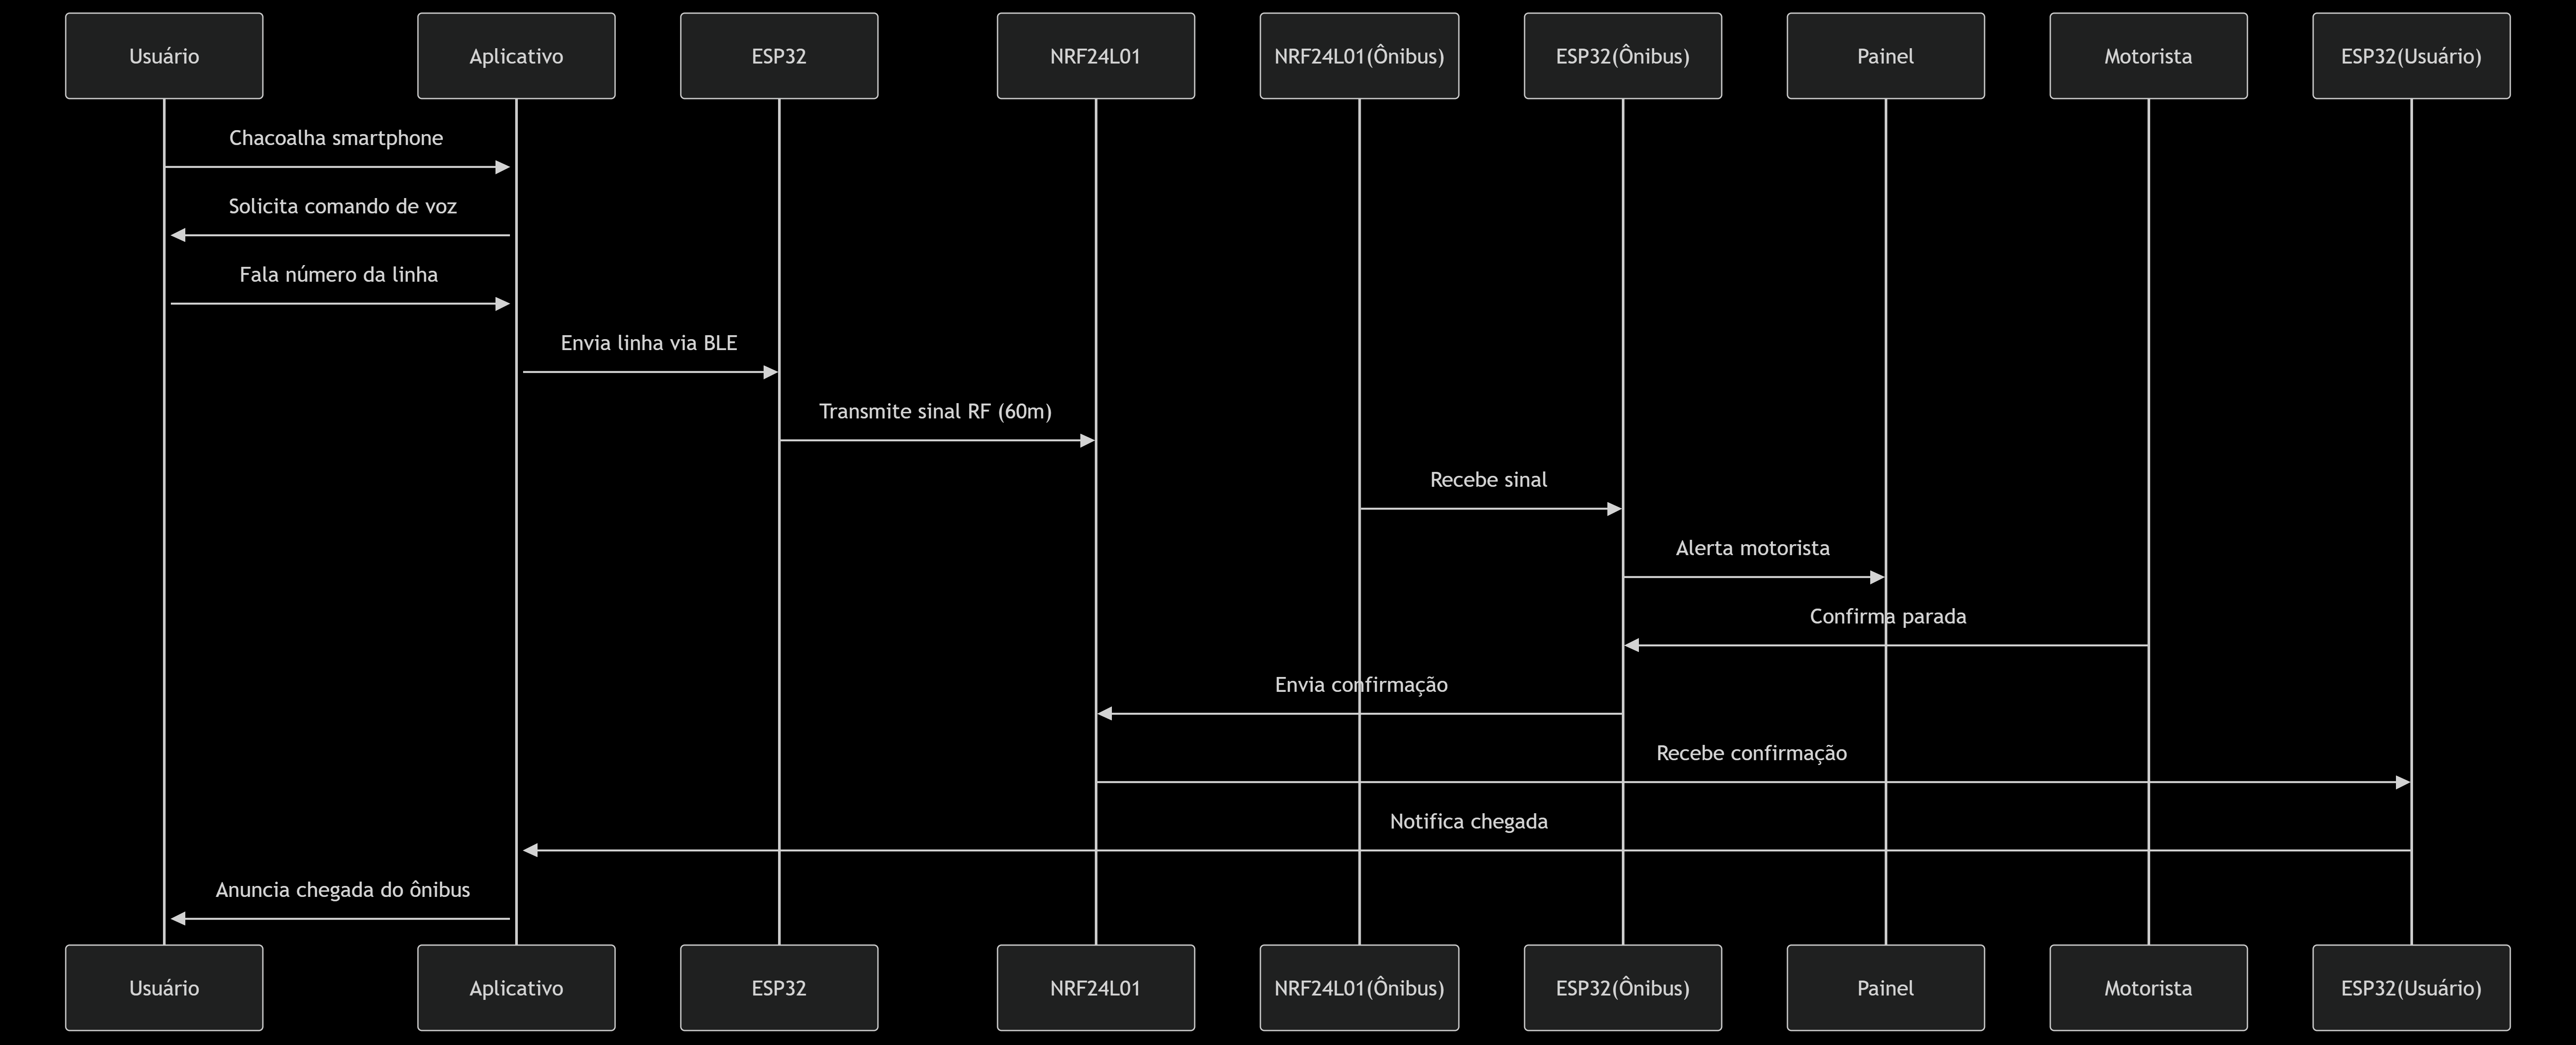 Usuário
Aplicativo
ESP32
NRF24L01
NRF24L01(Ônibus)
ESP32(Ônibus)
Painel
Motorista
ESP32(Usuário)
Chacoalha smartphone
Solicita comando de voz
Fala número da linha
Envia linha via BLE
Transmite sinal RF (60m)
Recebe sinal
Alerta motorista
Confirma parada
Envia confirmação
Recebe confirmação
Notifica chegada
Anuncia chegada do ônibus
Usuário
Aplicativo
ESP32
NRF24L01
NRF24L01(Ônibus)
ESP32(Ônibus)
Painel
Motorista
ESP32(Usuário)